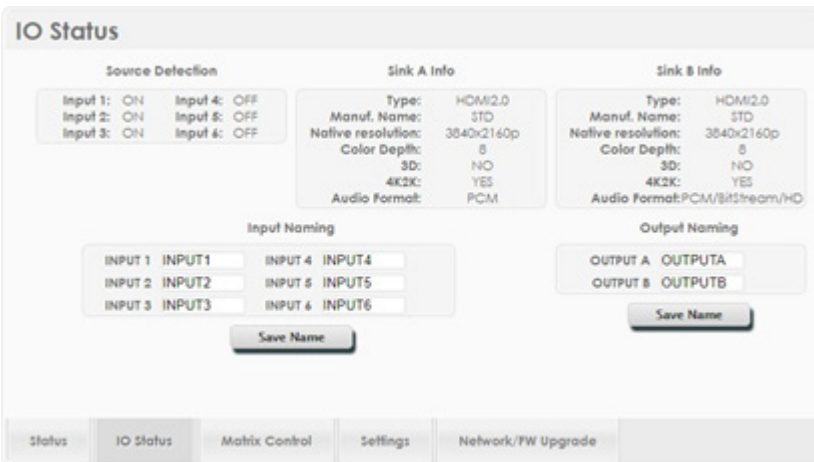 IO Status
Source Detection
Input 1: ON Input 4: OFF
Input 2: ON Input 5: OFF
Input 3: ON Input 6: OFF
Sink A Info
Type: HDMI2.0
Manuf. Name: STD
Native resolution: 3840x2160p
Color Depth: 8
3D: NO
4K2K: YES
Audio Format: PCM
Sink B Info
Type: HDMI2.0
Manuf. Name: STD
Native resolution: 3840x2160p
Color Depth: 8
3D: NO
4K2K: YES
Audio Format:PCM/BitStream/HD
Input Naming
INPUT 1 INPUT1 INPUT 4 INPUT4
INPUT 2 INPUT2 INPUT 5 INPUT5
INPUT 3 INPUT3 INPUT 6 INPUT6
Save Name
Output Naming
OUTPUT A OUTPUTA
OUTPUT B OUTPUTB
Save Name
Status IO Status Matrix Control Settings Network/FW Upgrade